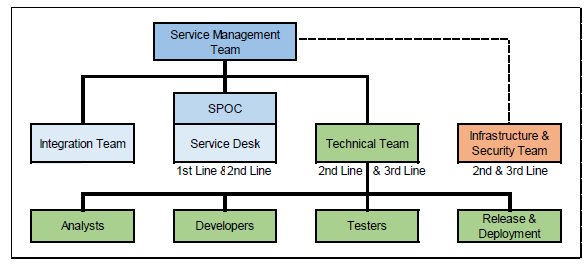 Service Management
Team
SPOC
Integration Team
Service Desk
Technical Team
Infrastructure &
Security Team
1st Line & 2nd Line
2nd Line & 3rd Line
2nd & 3rd Line
Analysts
Developers
Testers
Release &
Deployment